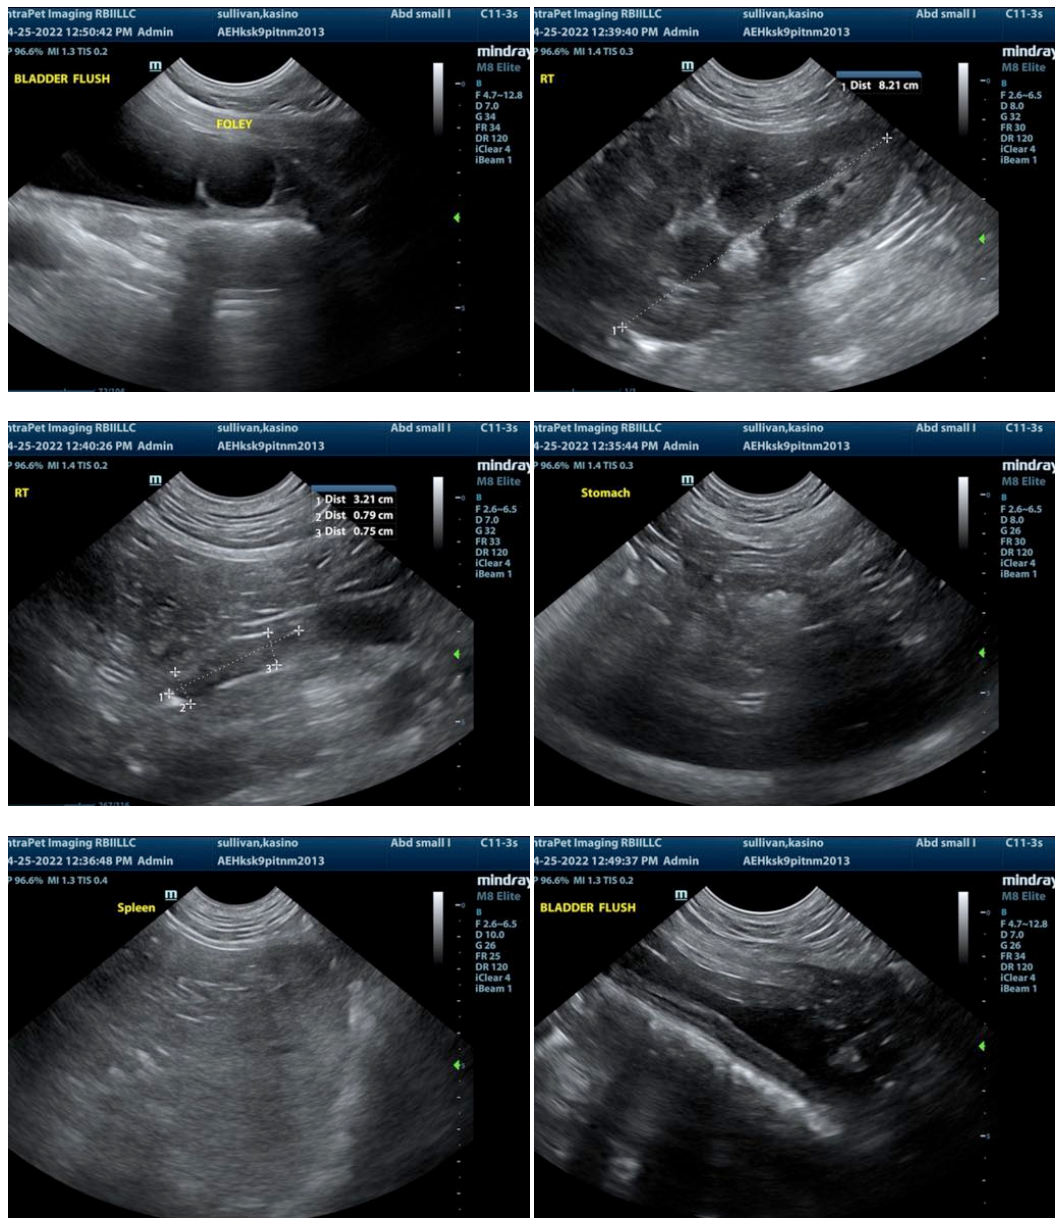 ntraPet Imaging RBIILLC sullivan,kasino Abd small I C11-3s
4-25-2022 12:50:42 PM Admin AEHksk9pitnm2013
P 96.6% MI 1.3 TIS 0.2 mindray
M8 Elite
BLADDER FLUSH
m
B
F 4.7~12.8
D 7.0
G 34
FR 34
DR 120
iClear 4
iBeam 1
FOLEY
0
5
ntraPet Imaging RBIILLC sullivan,kasino Abd small I C11-3s
4-25-2022 12:39:40 PM Admin AEHksk9pitnm2013
P 96.6% MI 1.4 TIS 0.3 mindray
M8 Elite
RT
m
1 Dist 8.21 cm
B
F 2.6~6.5
D 8.0
G 32
FR 30
DR 120
iClear 4
iBeam 1
0
1
ntraPet Imaging RBIILLC sullivan,kasino Abd small I C11-3s
4-25-2022 12:40:26 PM Admin AEHksk9pitnm2013
P 96.6% MI 1.4 TIS 0.2 mindray
M8 Elite
RT
m
1 Dist 3.21 cm
2 Dist 0.79 cm
3 Dist 0.75 cm
B
F 2.6~6.5
D 7.0
G 32
FR 33
DR 120
iClear 4
iBeam 1
0
3
1
2
5
ntraPet Imaging RBIILLC sullivan,kasino Abd small I C11-3s
4-25-2022 12:35:44 PM Admin AEHksk9pitnm2013
P 96.6% MI 1.4 TIS 0.3 mindray
M8 Elite
Stomach
m
B
F 2.6~6.5
D 8.0
G 26
FR 30
DR 120
iClear 4
iBeam 1
0
5
ntraPet Imaging RBIILLC sullivan,kasino Abd small I C11-3s
4-25-2022 12:36:48 PM Admin AEHksk9pitnm2013
P 96.6% MI 1.3 TIS 0.4 mindray
M8 Elite
Spleen
m
B
F 2.6~6.5
D 10.0
G 26
FR 25
DR 120
iClear 4
iBeam 1
0
5
ntraPet Imaging RBIILLC sullivan,kasino Abd small I C11-3s
4-25-2022 12:49:37 PM Admin AEHksk9pitnm2013
P 96.6% MI 1.3 TIS 0.2 mindray
M8 Elite
BLADDER FLUSH
m
B
F 4.7~12.8
D 7.0
G 26
FR 34
DR 120
iClear 4
iBeam 1
0
5